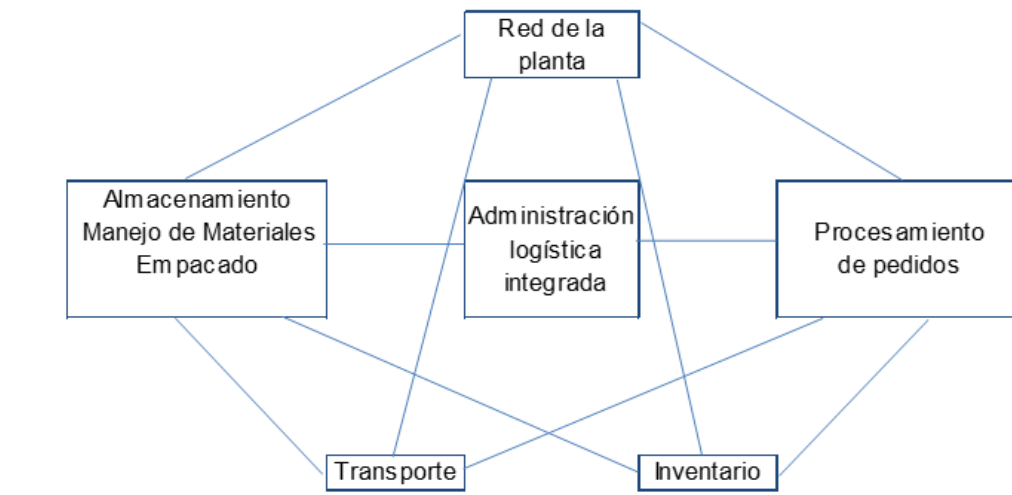 Red de la
planta
Almacenamiento
Manejo de Materiales
Empacado
Administración
logística
integrada
Procesamiento
de pedidos
Transporte
Inventario